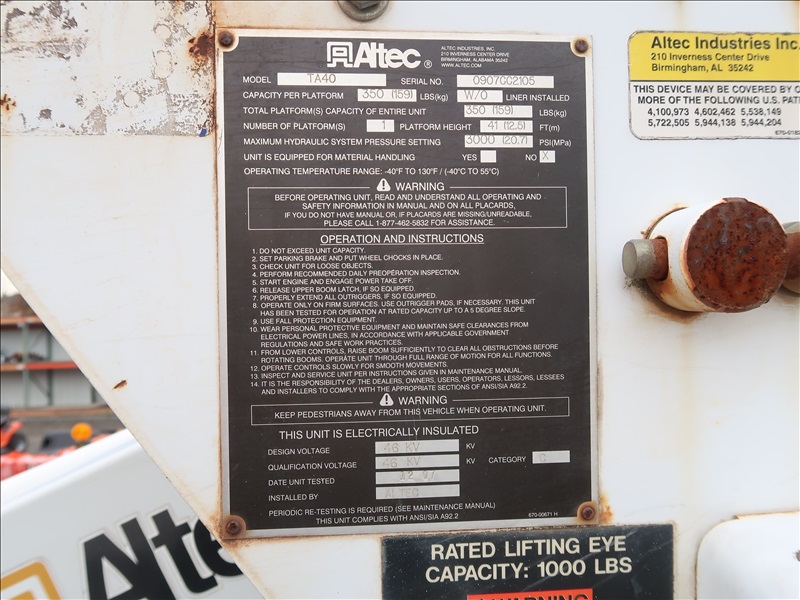 Altec®
ALTEC INDUSTRIES, INC.
210 INVERNESS CENTER DRIVE
BIRMINGHAM, ALABAMA 35242
WWW.ALTEC.COM
MODEL TA40 SERIAL NO. 0907CC2105
CAPACITY PER PLATFORM 350 (159) LBS(kg) W/O LINER INSTALLED
TOTAL PLATFORM(S) CAPACITY OF ENTIRE UNIT 350 (159) LBS(kg)
NUMBER OF PLATFORM(S) 1 PLATFORM HEIGHT 41 (12.5) FT(m)
MAXIMUM HYDRAULIC SYSTEM PRESSURE SETTING 3000 (20.7) PSI(MPa)
UNIT IS EQUIPPED FOR MATERIAL HANDLING YES NO X
OPERATING TEMPERATURE RANGE: -40°F TO 130°F / (-40°C TO 55°C)
WARNING
BEFORE OPERATING UNIT, READ AND UNDERSTAND ALL OPERATING AND
SAFETY INFORMATION IN MANUAL AND ON ALL PLACARDS,
IF YOU DO NOT HAVE MANUAL OR, IF PLACARDS ARE MISSING/UNREADABLE,
PLEASE CALL 1-877-462-5832 FOR ASSISTANCE.
OPERATION AND INSTRUCTIONS
1. DO NOT EXCEED UNIT CAPACITY.
2. SET PARKING BRAKE AND PUT WHEEL CHOCKS IN PLACE.
3. CHECK UNIT FOR LOOSE OBJECTS.
4. PERFORM RECOMMENDED DAILY PREOPERATION INSPECTION.
5. START ENGINE AND ENGAGE POWER TAKE OFF.
6. RELEASE UPPER BOOM LATCH, IF SO EQUIPPED.
7. PROPERLY EXTEND ALL OUTRIGGERS, IF SO EQUIPPED.
8. OPERATE ONLY ON FIRM SURFACES. USE OUTRIGGER PADS, IF NECESSARY. THIS UNIT
HAS BEEN TESTED FOR OPERATION AT RATED CAPACITY UP TO A 5 DEGREE SLOPE.
9. USE FALL PROTECTION EQUIPMENT.
10. WEAR PERSONAL PROTECTIVE EQUIPMENT AND MAINTAIN SAFE CLEARANCES FROM
ELECTRICAL POWER LINES, IN ACCORDANCE WITH APPLICABLE GOVERNMENT
REGULATIONS AND SAFE WORK PRACTICES.
11. FROM LOWER CONTROLS, RAISE BOOM SUFFICIENTLY TO CLEAR ALL OBSTRUCTIONS BEFORE
ROTATING BOOMS. OPERATE UNIT THROUGH FULL RANGE OF MOTION FOR ALL FUNCTIONS.
12. OPERATE CONTROLS SLOWLY FOR SMOOTH MOVEMENTS.
13. INSPECT AND SERVICE UNIT PER INSTRUCTIONS GIVEN IN MAINTENANCE MANUAL.
14. IT IS THE RESPONSIBILITY OF THE DEALERS, OWNERS, USERS, OPERATORS, LESSORS, LESSEES
AND INSTALLERS TO COMPLY WITH THE APPROPRIATE SECTIONS OF ANSI/SIA A92.2.
WARNING
KEEP PEDESTRIANS AWAY FROM THIS VEHICLE WHEN OPERATING UNIT.
THIS UNIT IS ELECTRICALLY INSULATED
DESIGN VOLTAGE 46 KV KV
QUALIFICATION VOLTAGE 46 KV KV CATEGORY C
DATE UNIT TESTED
INSTALLED BY ALTEC
PERIODIC RE-TESTING IS REQUIRED (SEE MAINTENANCE MANUAL)
THIS UNIT COMPLIES WITH ANSI/SIA A92.2
670-00671 H
Altec Industries Inc.
210 Inverness Center Drive
Birmingham, AL 35242
THIS DEVICE MAY BE COVERED BY
MORE OF THE FOLLOWING U.S. PAT
4,100,973 4,602,462 5,538,149
5,722,505 5,944,138 5,944,204
RATED LIFTING EYE
CAPACITY: 1000 LBS
WARNING
Altec